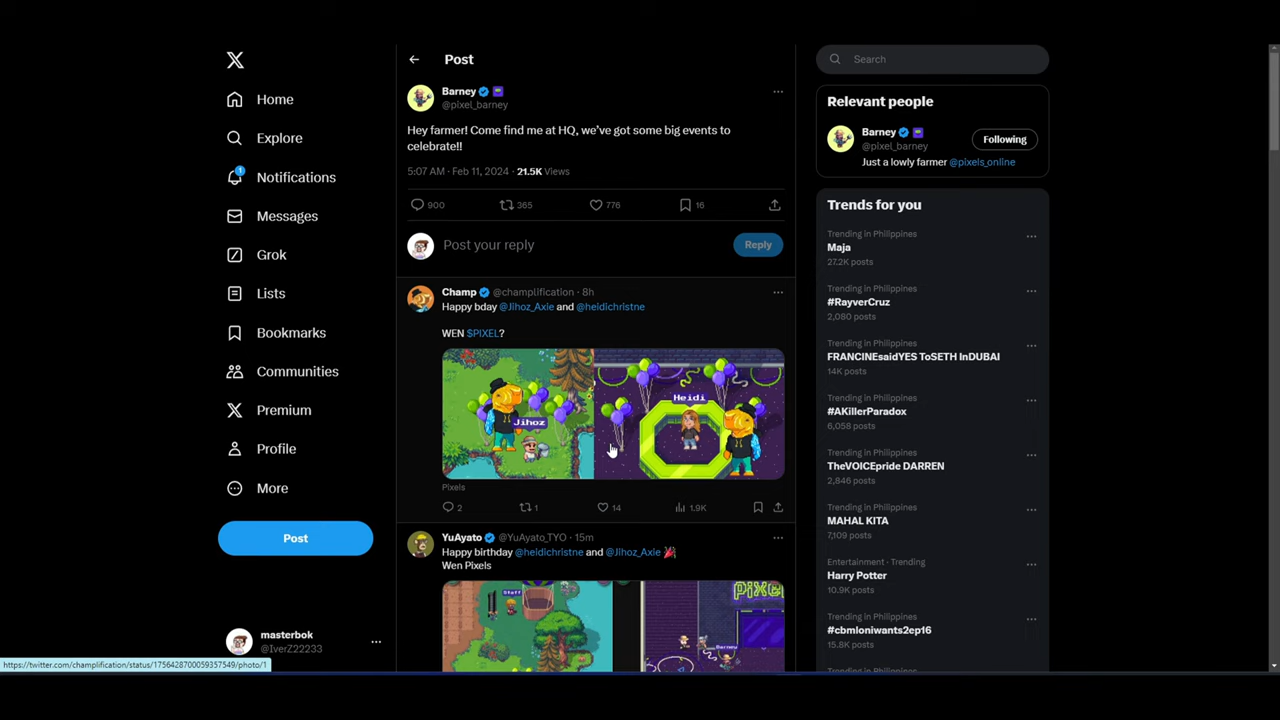 Home
Explore
1
Notifications
Messages
Grok
Lists
Bookmarks
Communities
Premium
Profile
More
Post
masterbok
@IverZ22233
https://twitter.com/champlification/status/1756428700059357549/photo/1
Post
Barney
@pixel_barney
Hey farmer! Come find me at HQ, we've got some big events to
celebrate!!
5:07 AM · Feb 11, 2024 · 21.5K Views
900 365 776 16
Post your reply
Reply
Champ @champlification · 8h
Happy bday @Jihoz_Axie and @heidichristne
WEN $PIXEL?
Jihoz
Heidi
Pixels
2 1 14 1.9K
YuAyato @YuAyato_TYO · 15m
Happy birthday @heidichristne and @Jihoz_Axie
Wen Pixels
Staff
Pixe
Barney
Search
Relevant people
Barney
@pixel_barney
Following
Just a lowly farmer @pixels_online
Trends for you
Trending in Philippines
Maja
27.2K posts
Trending in Philippines
#RayverCruz
2,080 posts
Trending in Philippines
FRANCINEsaidYES ToSETH InDUBAI
14K posts
Trending in Philippines
#AKillerParadox
6,058 posts
Trending in Philippines
TheVOICEpride DARREN
2,846 posts
Trending in Philippines
MAHAL KITA
7,109 posts
Entertainment · Trending
Harry Potter
10.9K posts
Trending in Philippines
#cbmloniwants2ep16
15.8K posts